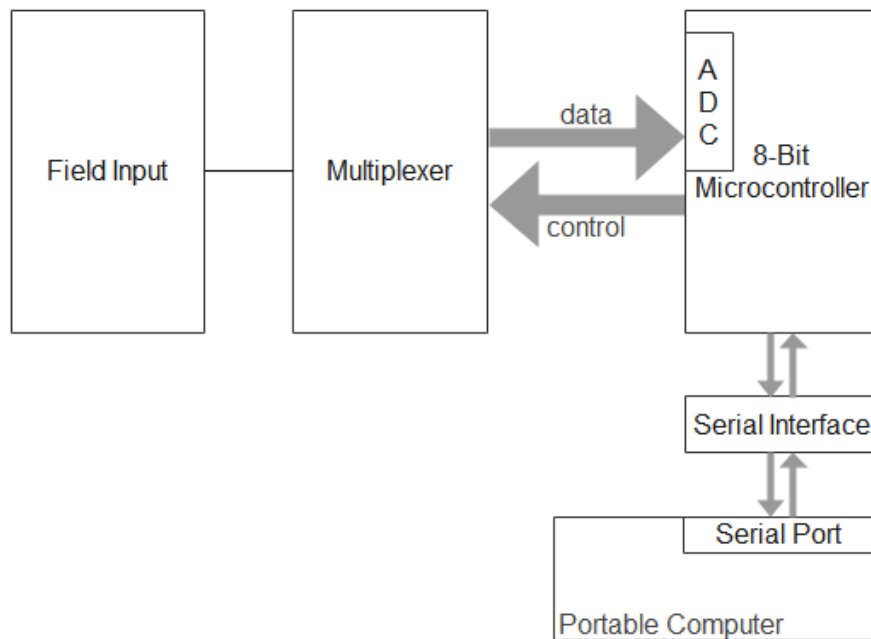 Field Input
Multiplexer
data
control
A
D
C
8-Bit
Microcontroller
Serial Interface
Serial Port
Portable Computer